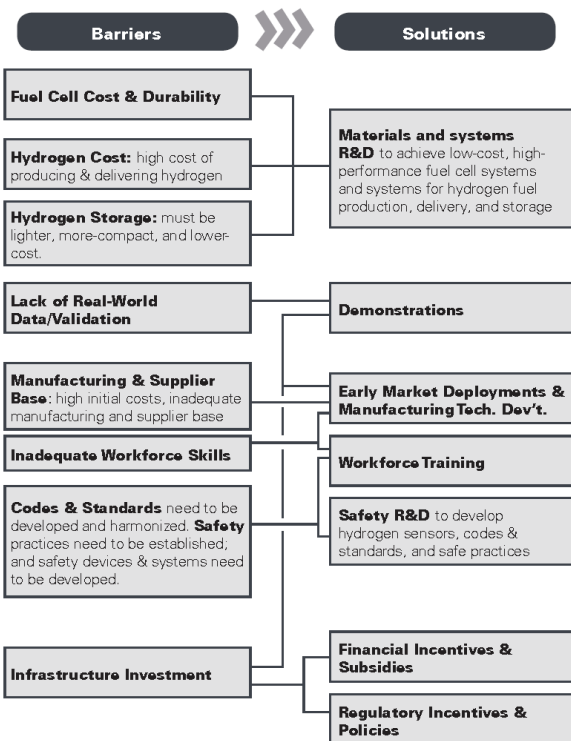 Barriers
Solutions
Fuel Cell Cost & Durability
Hydrogen Cost: high cost of
producing & delivering hydrogen
Hydrogen Storage: must be
lighter, more-compact, and lower-
cost.
Materials and systems
R&D to achieve low-cost, high-
performance fuel cell systems
and systems for hydrogen fuel
production, delivery, and storage
Lack of Real-World
Data/Validation
Demonstrations
Manufacturing & Supplier
Base: high initial costs, inadequate
manufacturing and supplier base
Early Market Deployments &
Manufacturing Tech. Dev't.
Inadequate Workforce Skills
Workforce Training
Codes & Standards need to be
developed and harmonized. Safety
practices need to be established;
and safety devices & systems need
to be developed.
Safety R&D to develop
hydrogen sensors, codes &
standards, and safe practices
Infrastructure Investment
Financial Incentives &
Subsidies
Regulatory Incentives &
Policies